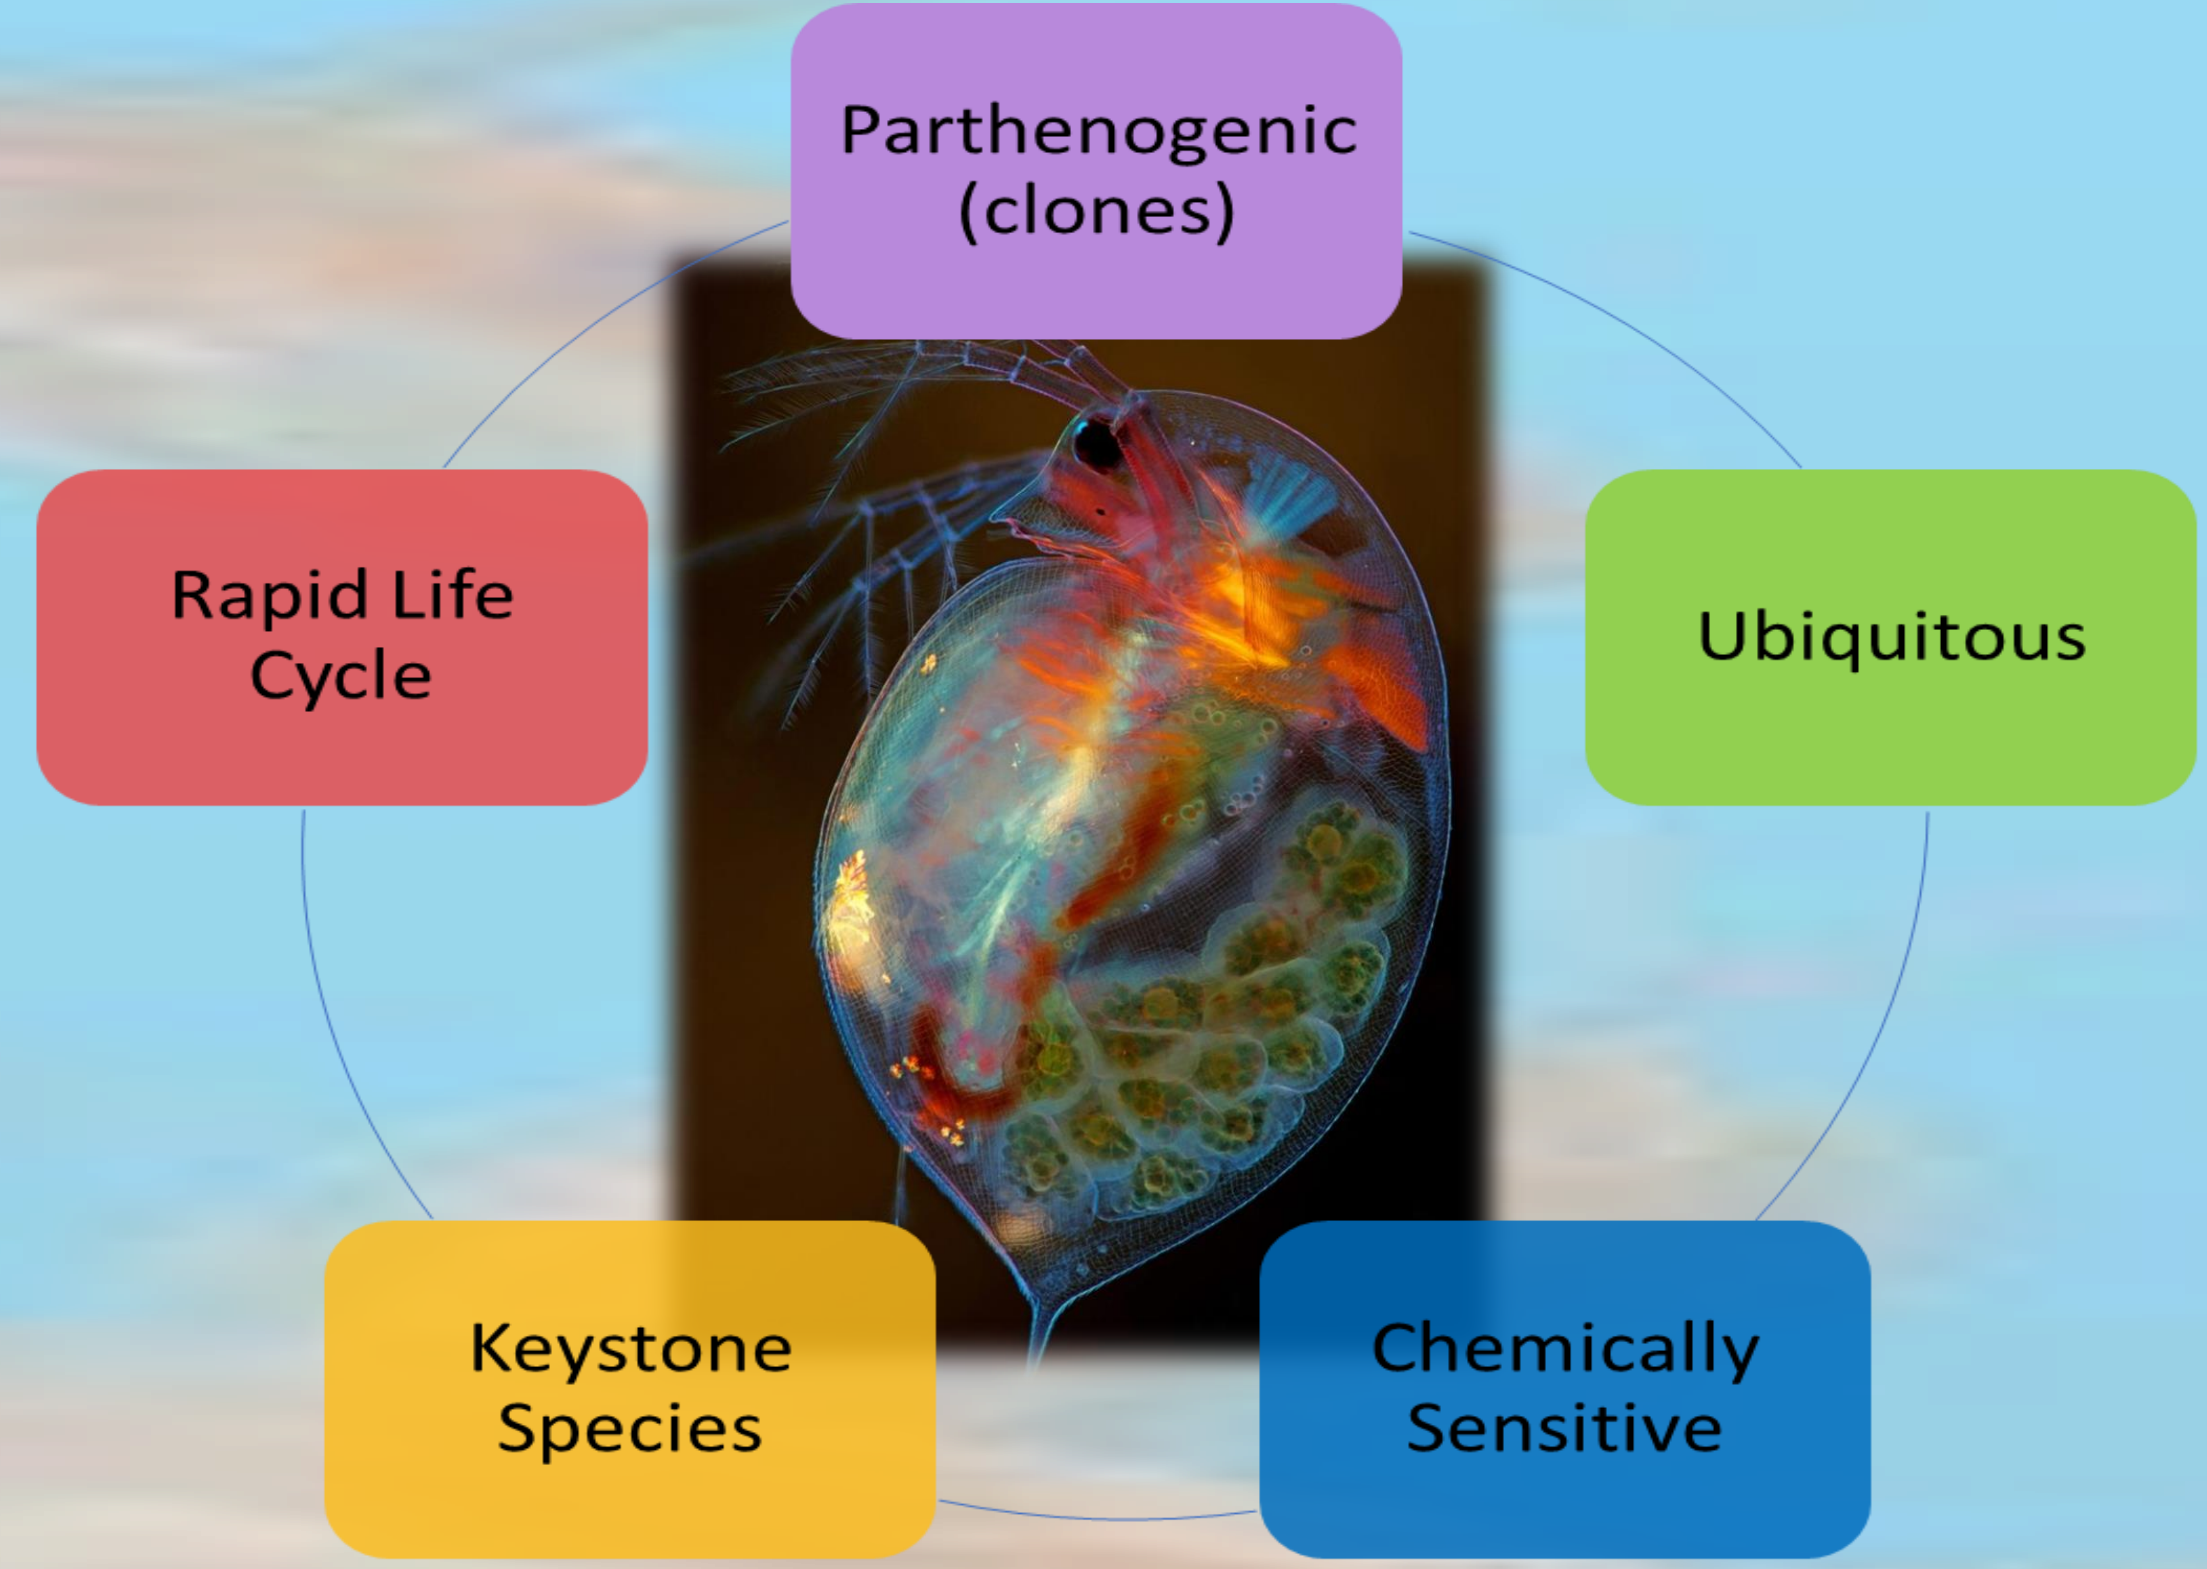 Parthenogenic
(clones)
Ubiquitous
Chemically
Sensitive
Keystone
Species
Rapid Life
Cycle